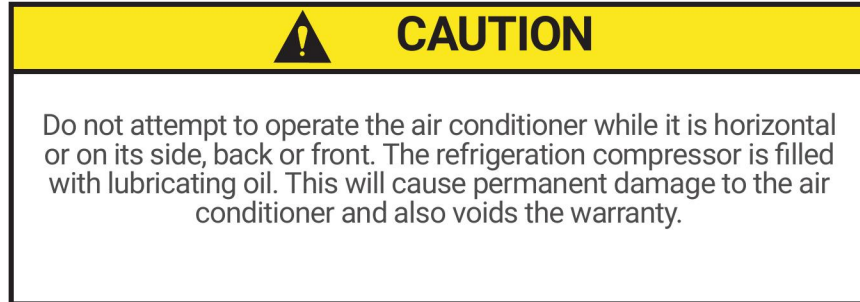 CAUTION
Do not attempt to operate the air conditioner while it is horizontal
or on its side, back or front. The refrigeration compressor is filled
with lubricating oil. This will cause permanent damage to the air
conditioner and also voids the warranty.